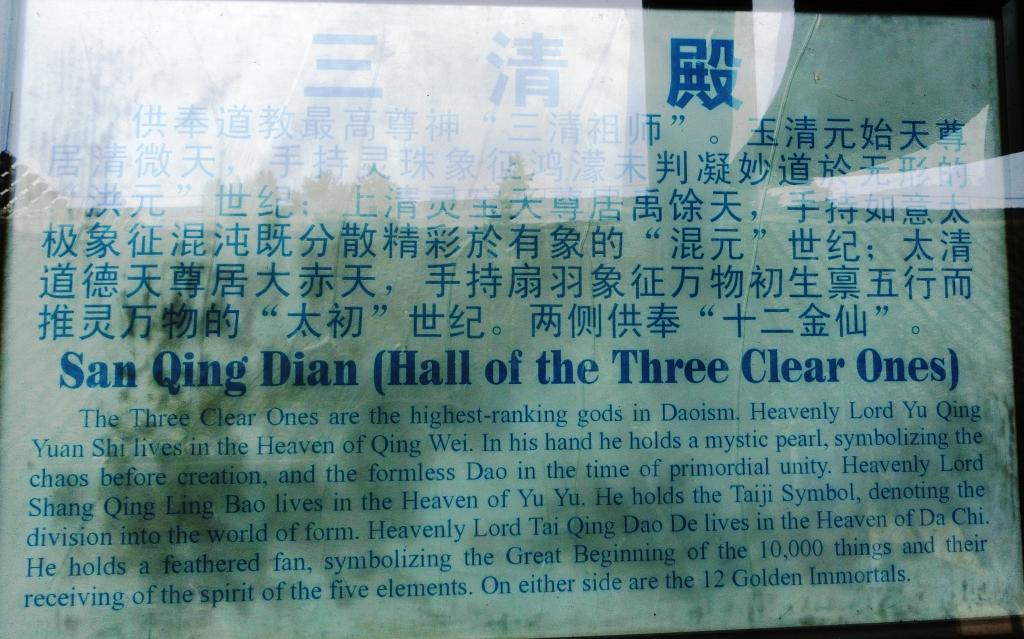 三清殿
供奉道教最高尊神“三清祖师”。玉清元始天尊
居清微天，手持灵珠象征鸿濛未判凝妙道於无形的
“洪元”世纪；上清灵宝天尊居禹馀天，手持如意太
极象征混沌既分散精彩於有象的“混元”世纪；太清
道德天尊居大赤天，手持扇羽象征万物初生禀五行而
推灵万物的“太初”世纪。两侧供奉“十二金仙”。
San Qing Dian (Hall of the Three Clear Ones)
The Three Clear Ones are the highest-ranking gods in Daoism. Heavenly Lord Yu Qing
Yuan Shi lives in the Heaven of Qing Wei. In his hand he holds a mystic pearl, symbolizing the
chaos before creation, and the formless Dao in the time of primordial unity. Heavenly Lord
Shang Qing Ling Bao lives in the Heaven of Yu Yu. He holds the Taiji Symbol, denoting the
division into the world of form. Heavenly Lord Tai Qing Dao De lives in the Heaven of Da Chi.
He holds a feathered fan, symbolizing the Great Beginning of the 10,000 things and their
receiving of the spirit of the five elements. On either side are the 12 Golden Immortals.